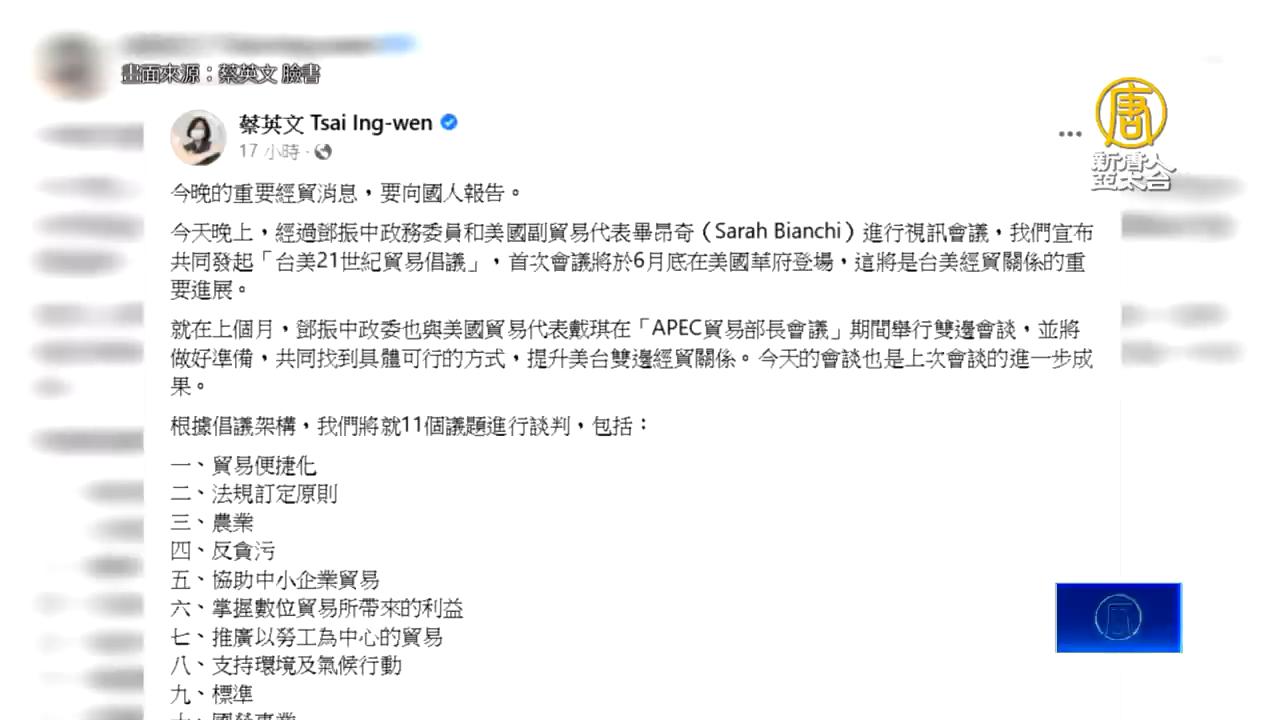 畫面來源：蔡英文 臉書
蔡英文 Tsai Ing-wen
17 小時
唐
新唐人
亞太台
今晚的重要經貿消息，要向國人報告。
今天晚上，經過鄧振中政務委員和美國副貿易代表畢昂奇（Sarah Bianchi）進行視訊會議，我們宣布
共同發起「台美21世紀貿易倡議」，首次會議將於6月底在美國華府登場，這將是台美經貿關係的重
要進展。
就在上個月，鄧振中政委也與美國貿易代表戴琪在「APEC貿易部長會議」期間舉行雙邊會談，並將
做好準備，共同找到具體可行的方式，提升美台雙邊經貿關係。今天的會談也是上次會談的進一步成
果。
根據倡議架構，我們將就11個議題進行談判，包括：
一、貿易便捷化
二、法規訂定原則
三、農業
四、反貪污
五、協助中小企業貿易
六、掌握數位貿易所帶來的利益
七、推廣以勞工為中心的貿易
八、支持環境及氣候行動
九、標準
十、國營事業